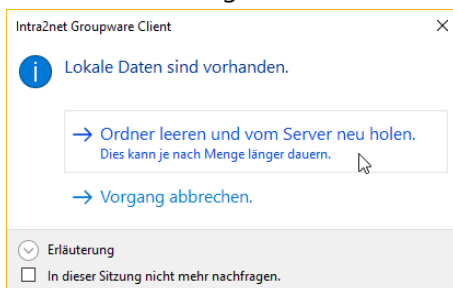 Intra2net Groupware Client
Lokale Daten sind vorhanden.
Ordner leeren und vom Server neu holen.
Dies kann je nach Menge länger dauern.
Vorgang abbrechen.
Erläuterung
In dieser Sitzung nicht mehr nachfragen.